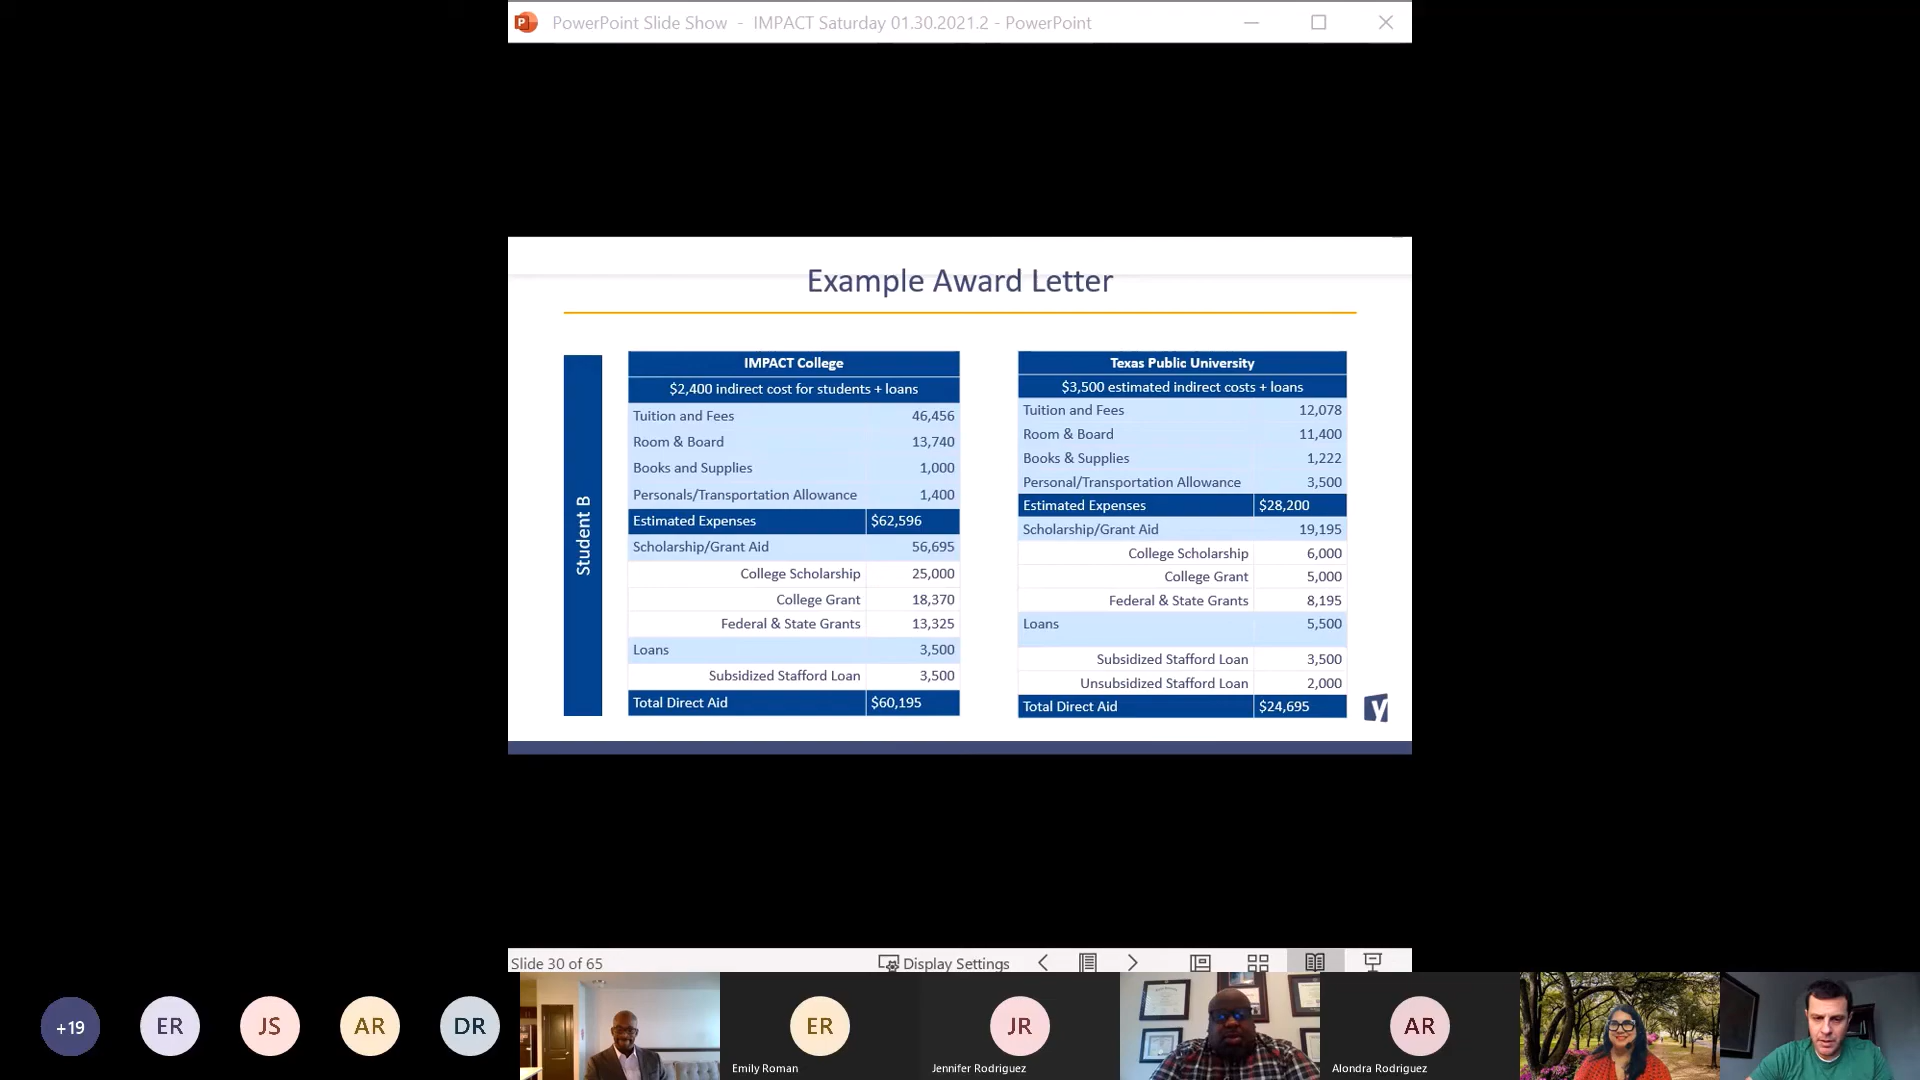 PowerPoint Slide Show - IMPACT Saturday 01.30.2021.2 - PowerPoint
Example Award Letter
Student B
IMPACT College
$2,400 indirect cost for students + loans
Tuition and Fees 46,456
Room & Board 13,740
Books and Supplies 1,000
Personals/Transportation Allowance 1,400
Estimated Expenses $62,596
Scholarship/Grant Aid 56,695
College Scholarship 25,000
College Grant 18,370
Federal & State Grants 13,325
Loans 3,500
Subsidized Stafford Loan 3,500
Total Direct Aid $60,195
Texas Public University
$3,500 estimated indirect costs + loans
Tuition and Fees 12,078
Room & Board 11,400
Books & Supplies 1,222
Personal/Transportation Allowance 3,500
Estimated Expenses $28,200
Scholarship/Grant Aid 19,195
College Scholarship 6,000
College Grant 5,000
Federal & State Grants 8,195
Loans 5,500
Subsidized Stafford Loan 3,500
Unsubsidized Stafford Loan 2,000
Total Direct Aid $24,695
y
Slide 30 of 65 Display Settings
+19 ER JS AR DR ER JR AR
Emily Roman Jennifer Rodriguez Alondra Rodriguez